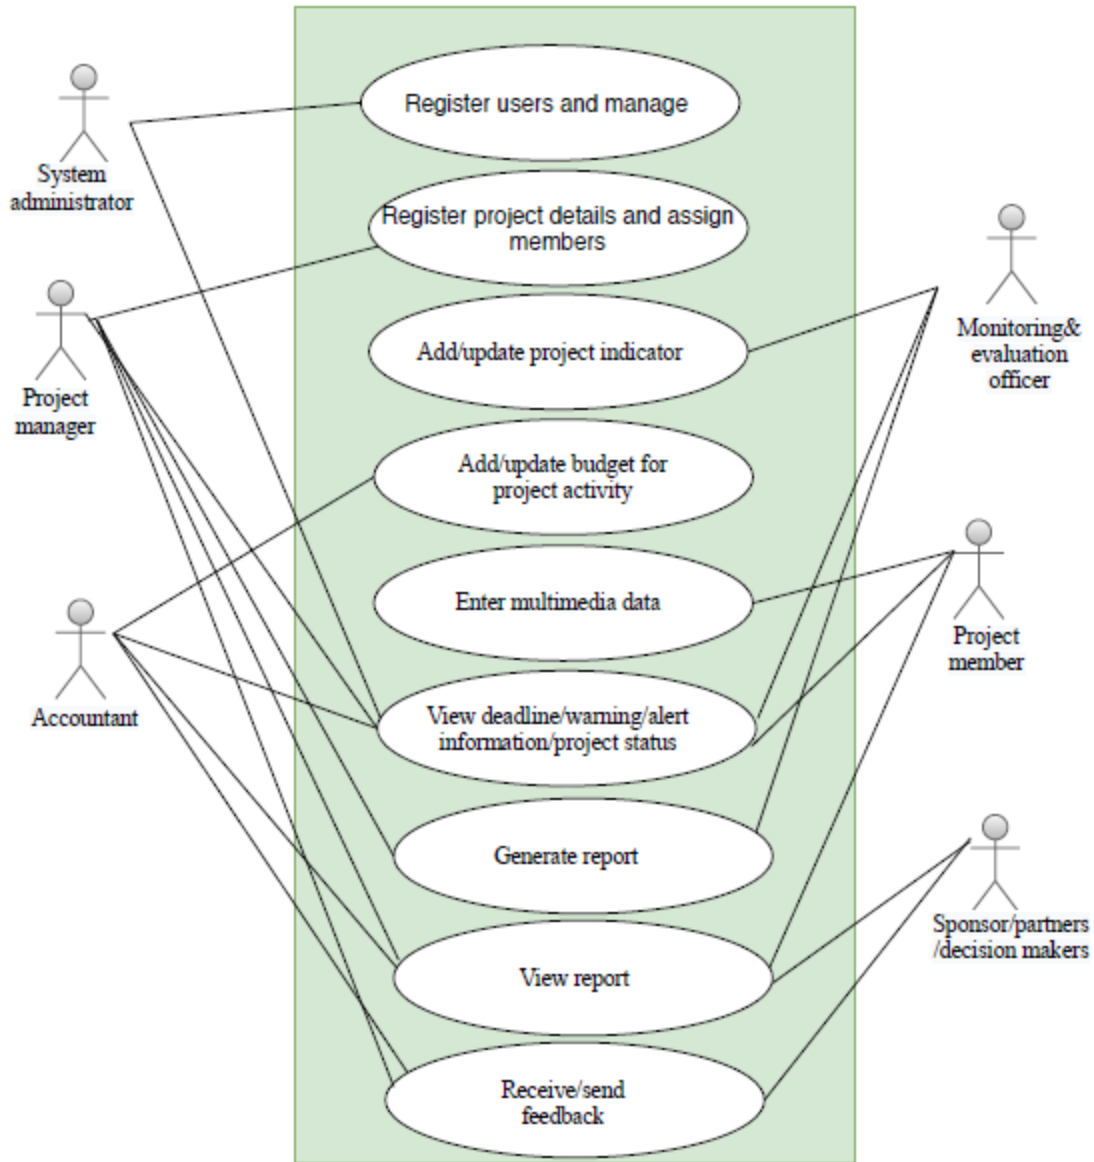 Register users and manage
System
administrator
Register project details and assign
members
Project
manager
Add/update project indicator
Monitoring&
evaluation
officer
Add/update budget for
project activity
Enter multimedia data
Project
member
Accountant
View deadline/warning/alert
information/project status
Generate report
Sponsor/partners
/decision makers
View report
Receive/send
feedback